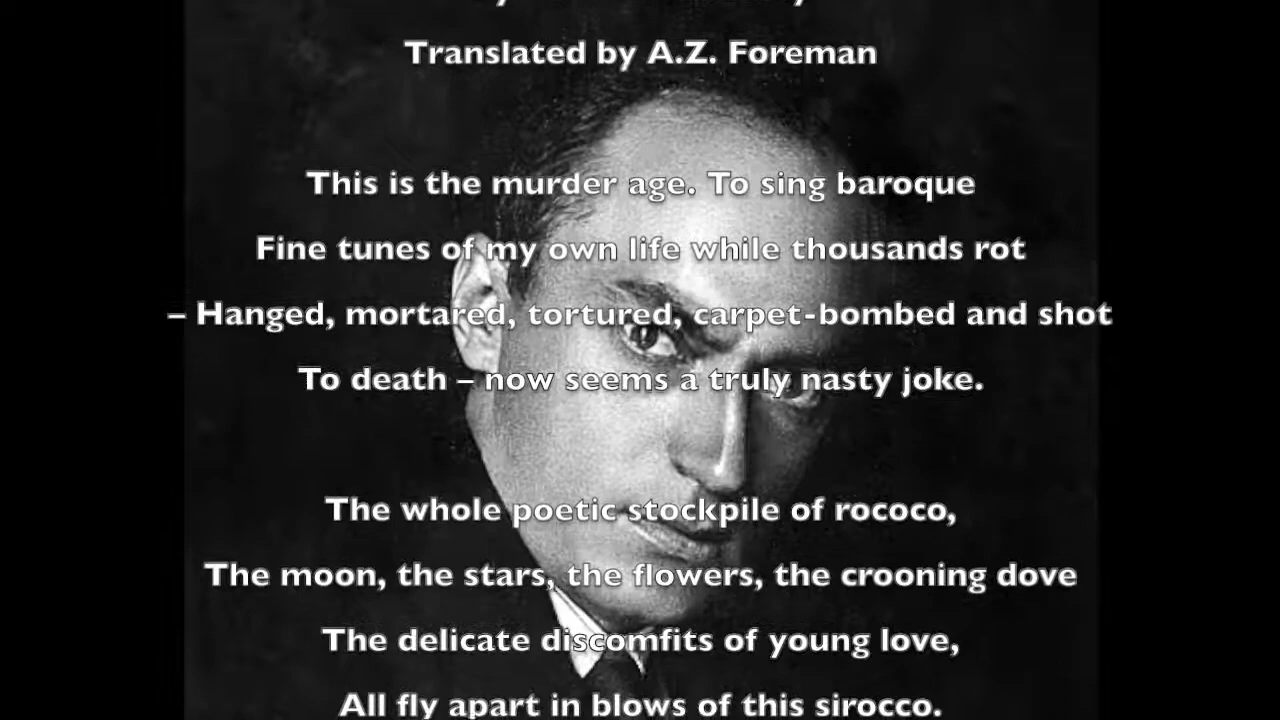 Translated by A.Z. Foreman
This is the murder age. To sing baroque
Fine tunes of my own life while thousands rot
– Hanged, mortared, tortured, carpet-bombed and shot
To death – now seems a truly nasty joke.
The whole poetic stockpile of rococo,
The moon, the stars, the flowers, the crooning dove
The delicate discomfits of young love,
All fly apart in blows of this sirocco.